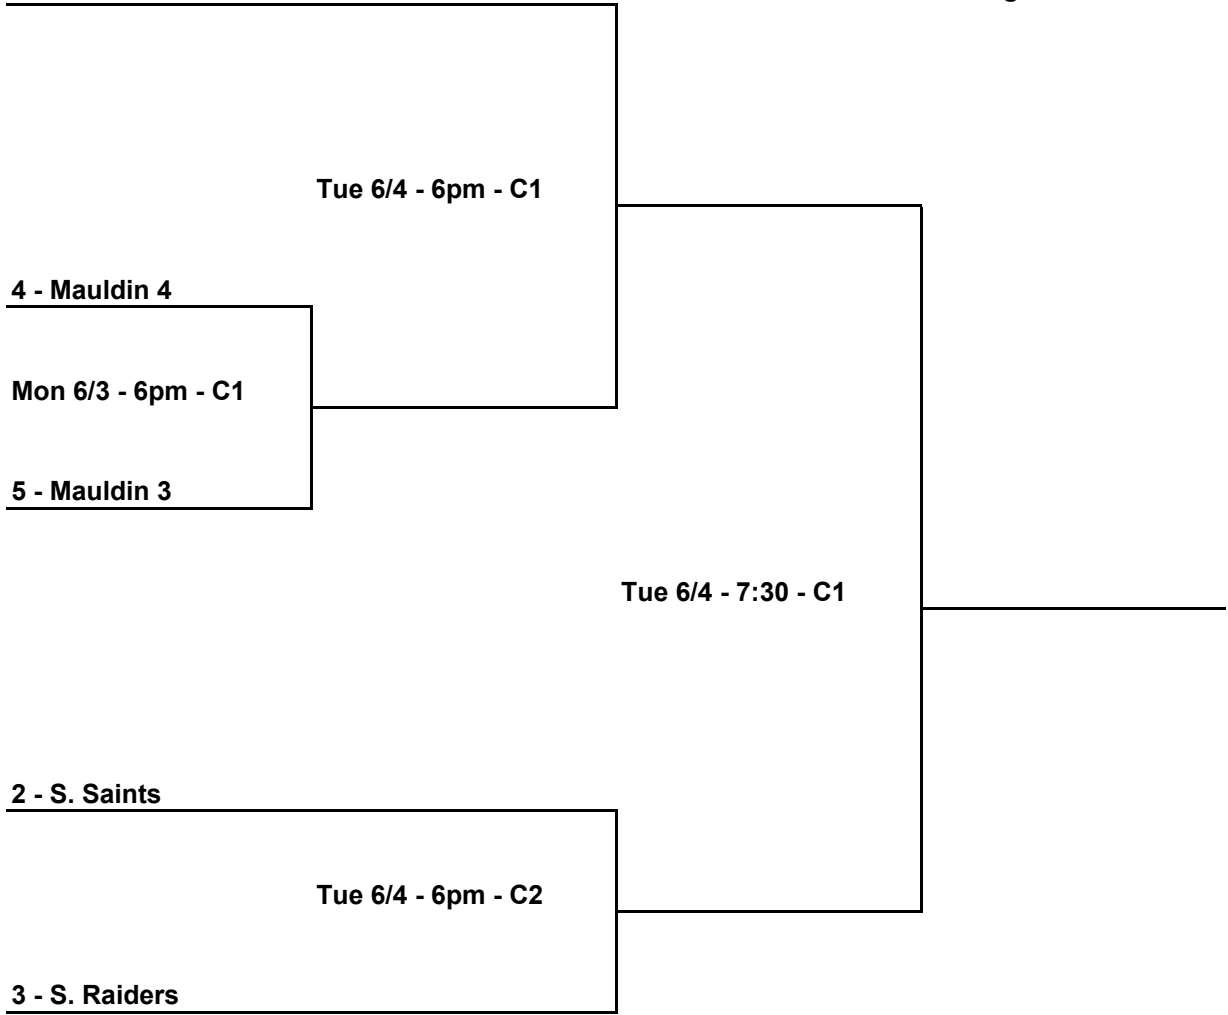 Tue 6/4 - 6pm - C1
4 - Mauldin 4
Mon 6/3 - 6pm - C1
5 - Mauldin 3
Tue 6/4 - 7:30 - C1
2 - S. Saints
Tue 6/4 - 6pm - C2
3 - S. Raiders